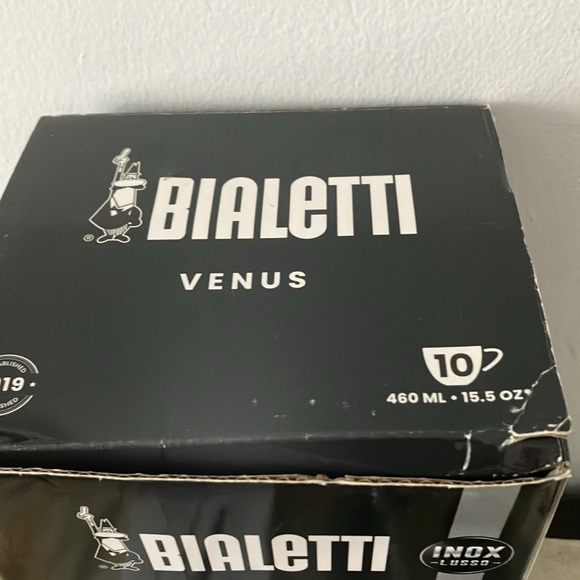 BIALETTI
®
VENUS
10
460 ML • 15.5 OZ*
BIALETTI
INOX
-LUSSO-